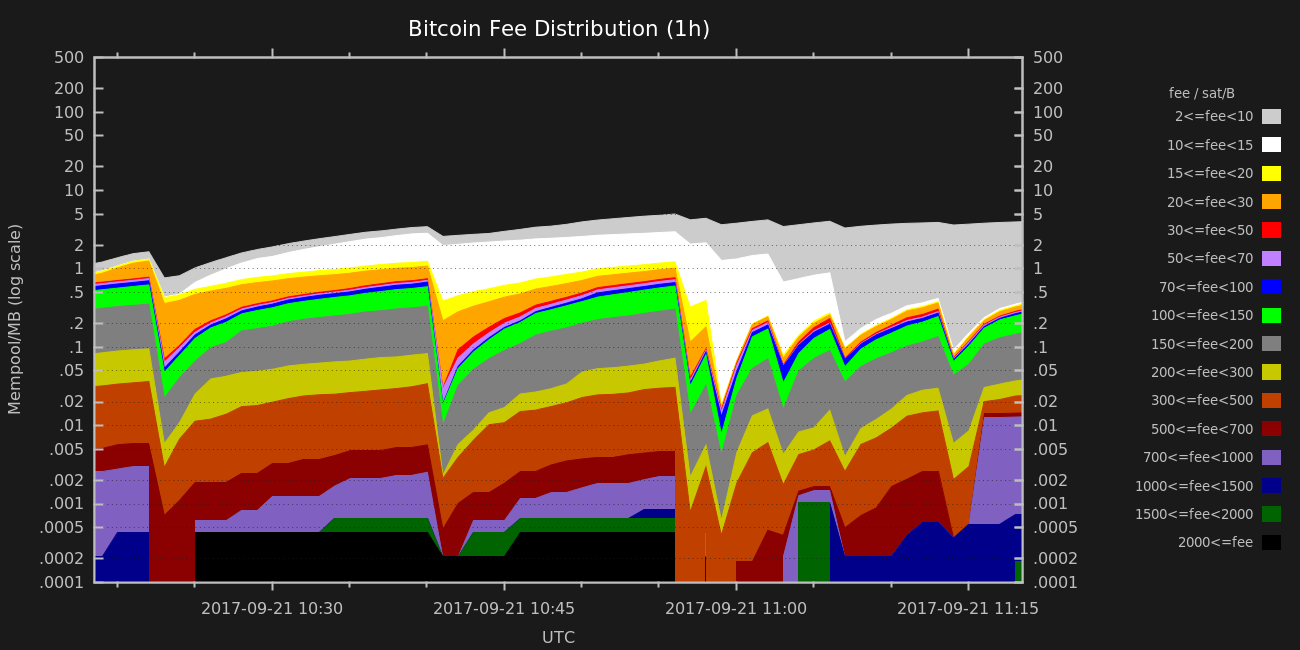 Bitcoin Fee Distribution (1h)
500
200
100
50
20
10
5
2
1
.5
.2
.1
.05
.02
.01
.005
.002
.001
.0005
.0002
.0001
Mempool/MB (log scale)
500
200
100
50
20
10
5
2
1
.5
.2
.1
.05
.02
.01
.005
.002
.001
.0005
.0002
.0001
2017-09-21 10:30
2017-09-21 10:45
2017-09-21 11:00
2017-09-21 11:15
UTC
fee / sat/B
2<=fee<10
10<=fee<15
15<=fee<20
20<=fee<30
30<=fee<50
50<=fee<70
70<=fee<100
100<=fee<150
150<=fee<200
200<=fee<300
300<=fee<500
500<=fee<700
700<=fee<1000
1000<=fee<1500
1500<=fee<2000
2000<=fee